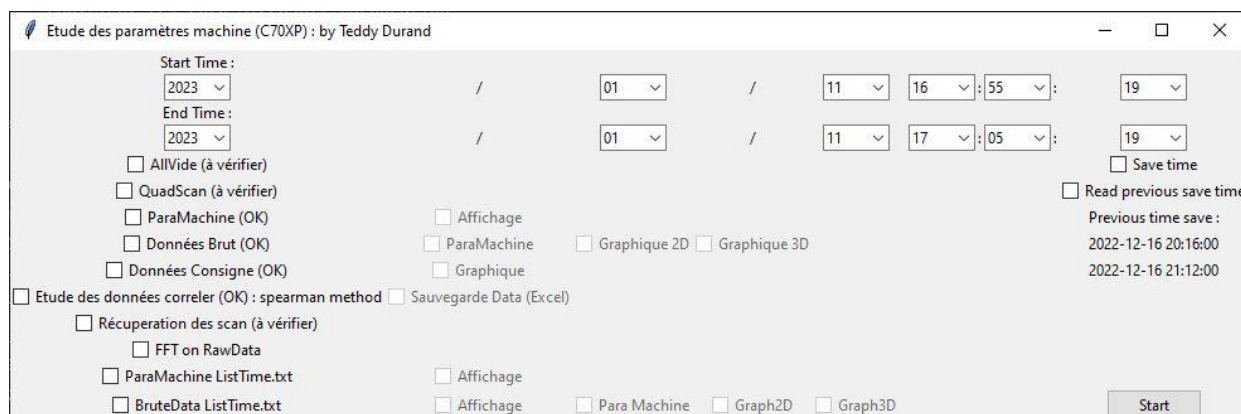 Etude des paramètres machine (C70XP) : by Teddy Durand
Start Time :
2023 / 01 / 11 16 : 55 : 19
End Time :
2023 / 01 / 11 17 : 05 : 19
AllVide (à vérifier) Save time
QuadScan (à vérifier) Read previous save time
ParaMachine (OK) Affichage Previous time save :
Données Brut (OK) ParaMachine Graphique 2D Graphique 3D 2022-12-16 20:16:00
Données Consigne (OK) Graphique 2022-12-16 21:12:00
Etude des données correler (OK) : spearman method Sauvegarde Data (Excel)
Récuperation des scan (à vérifier)
FFT on RawData
ParaMachine ListTime.txt Affichage
BruteData ListTime.txt Affichage Para Machine Graph2D Graph3D Start